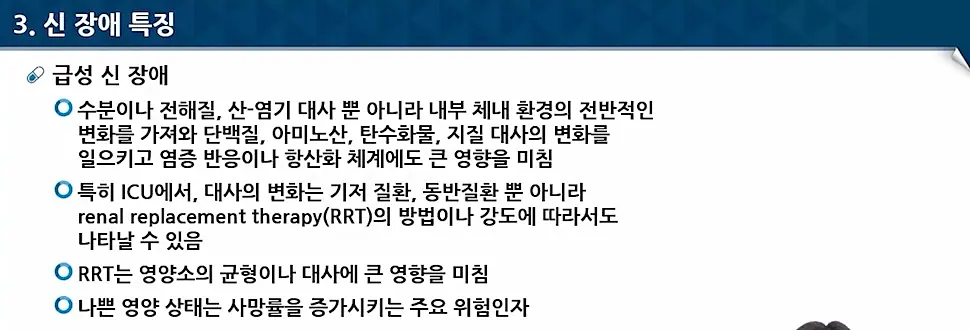 3. 신 장애 특징
급성 신 장애
수분이나 전해질, 산-염기 대사 뿐 아니라 내부 체내 환경의 전반적인
변화를 가져와 단백질, 아미노산, 탄수화물, 지질 대사의 변화를
일으키고 염증 반응이나 항산화 체계에도 큰 영향을 미침
특히 ICU에서, 대사의 변화는 기저 질환, 동반질환 뿐 아니라
renal replacement therapy(RRT)의 방법이나 강도에 따라서도
나타날 수 있음
RRT는 영양소의 균형이나 대사에 큰 영향을 미침
나쁜 영양 상태는 사망률을 증가시키는 주요 위험인자